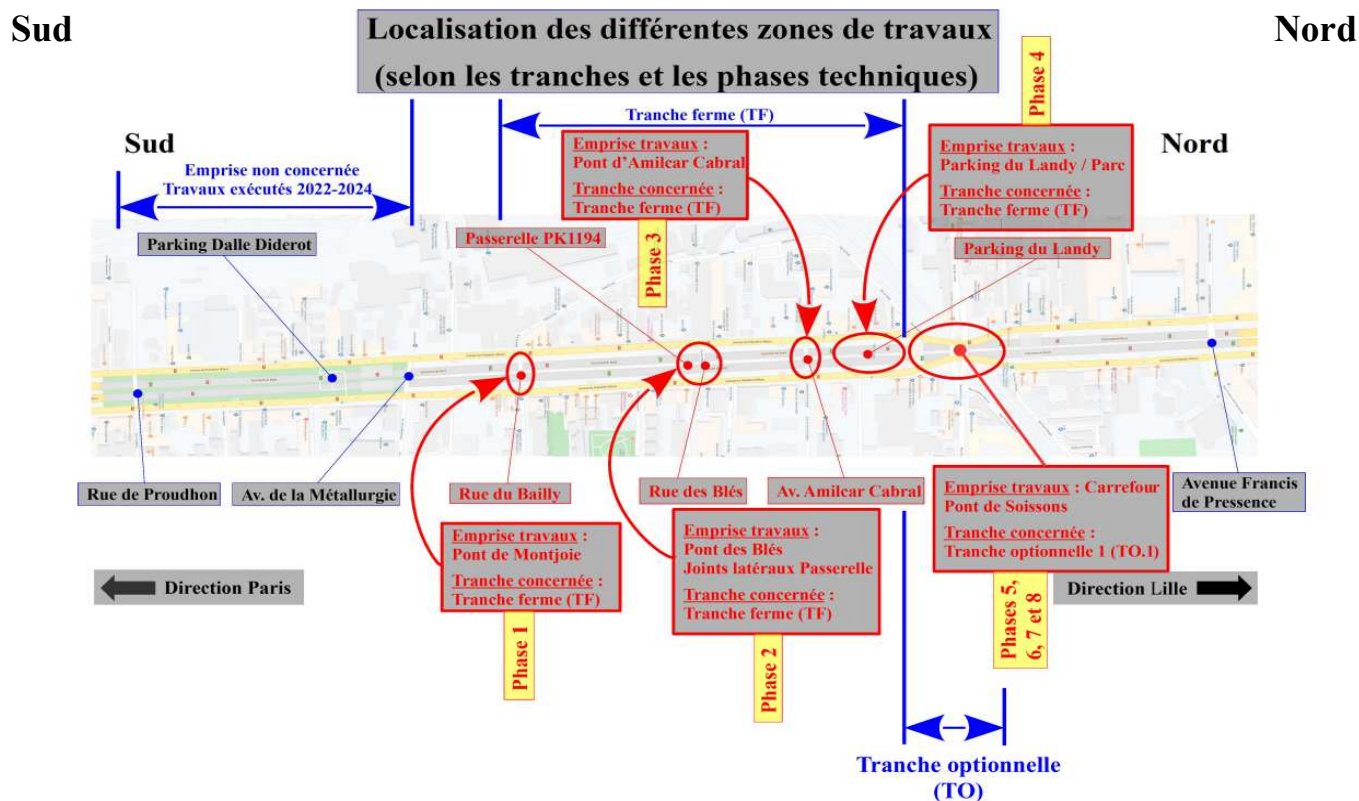 Sud
Nord
Localisation des différentes zones de travaux
(selon les tranches et les phases techniques)
Phase 4
Tranche ferme (TF)
Sud
Nord
Emprise non concernée
Travaux exécutés 2022-2024
Emprise travaux :
Pont d'Amilcar Cabral
Tranche concernée :
Tranche ferme (TF)
Phase 3
Emprise travaux :
Parking du Landy / Parc
Tranche concernée :
Tranche ferme (TF)
Parking Dalle Diderot
Passerelle PK1194
Parking du Landy
Rue de Proudhon
Av. de la Métallurgie
Rue du Bailly
Rue des Blés
Av. Amilcar Cabral
Avenue Francis
de Pressence
Emprise travaux : Carrefour
Pont de Soissons
Tranche concernée :
Tranche optionnelle 1 (TO.1)
Phases 5,
6, 7 et 8
Emprise travaux :
Pont de Montjoie
Tranche concernée :
Tranche ferme (TF)
Phase 1
Emprise travaux :
Pont des Blés
Joints latéraux Passerelle
Tranche concernée :
Tranche ferme (TF)
Phase 2
Direction Paris
Direction Lille
Tranche optionnelle
(TO)